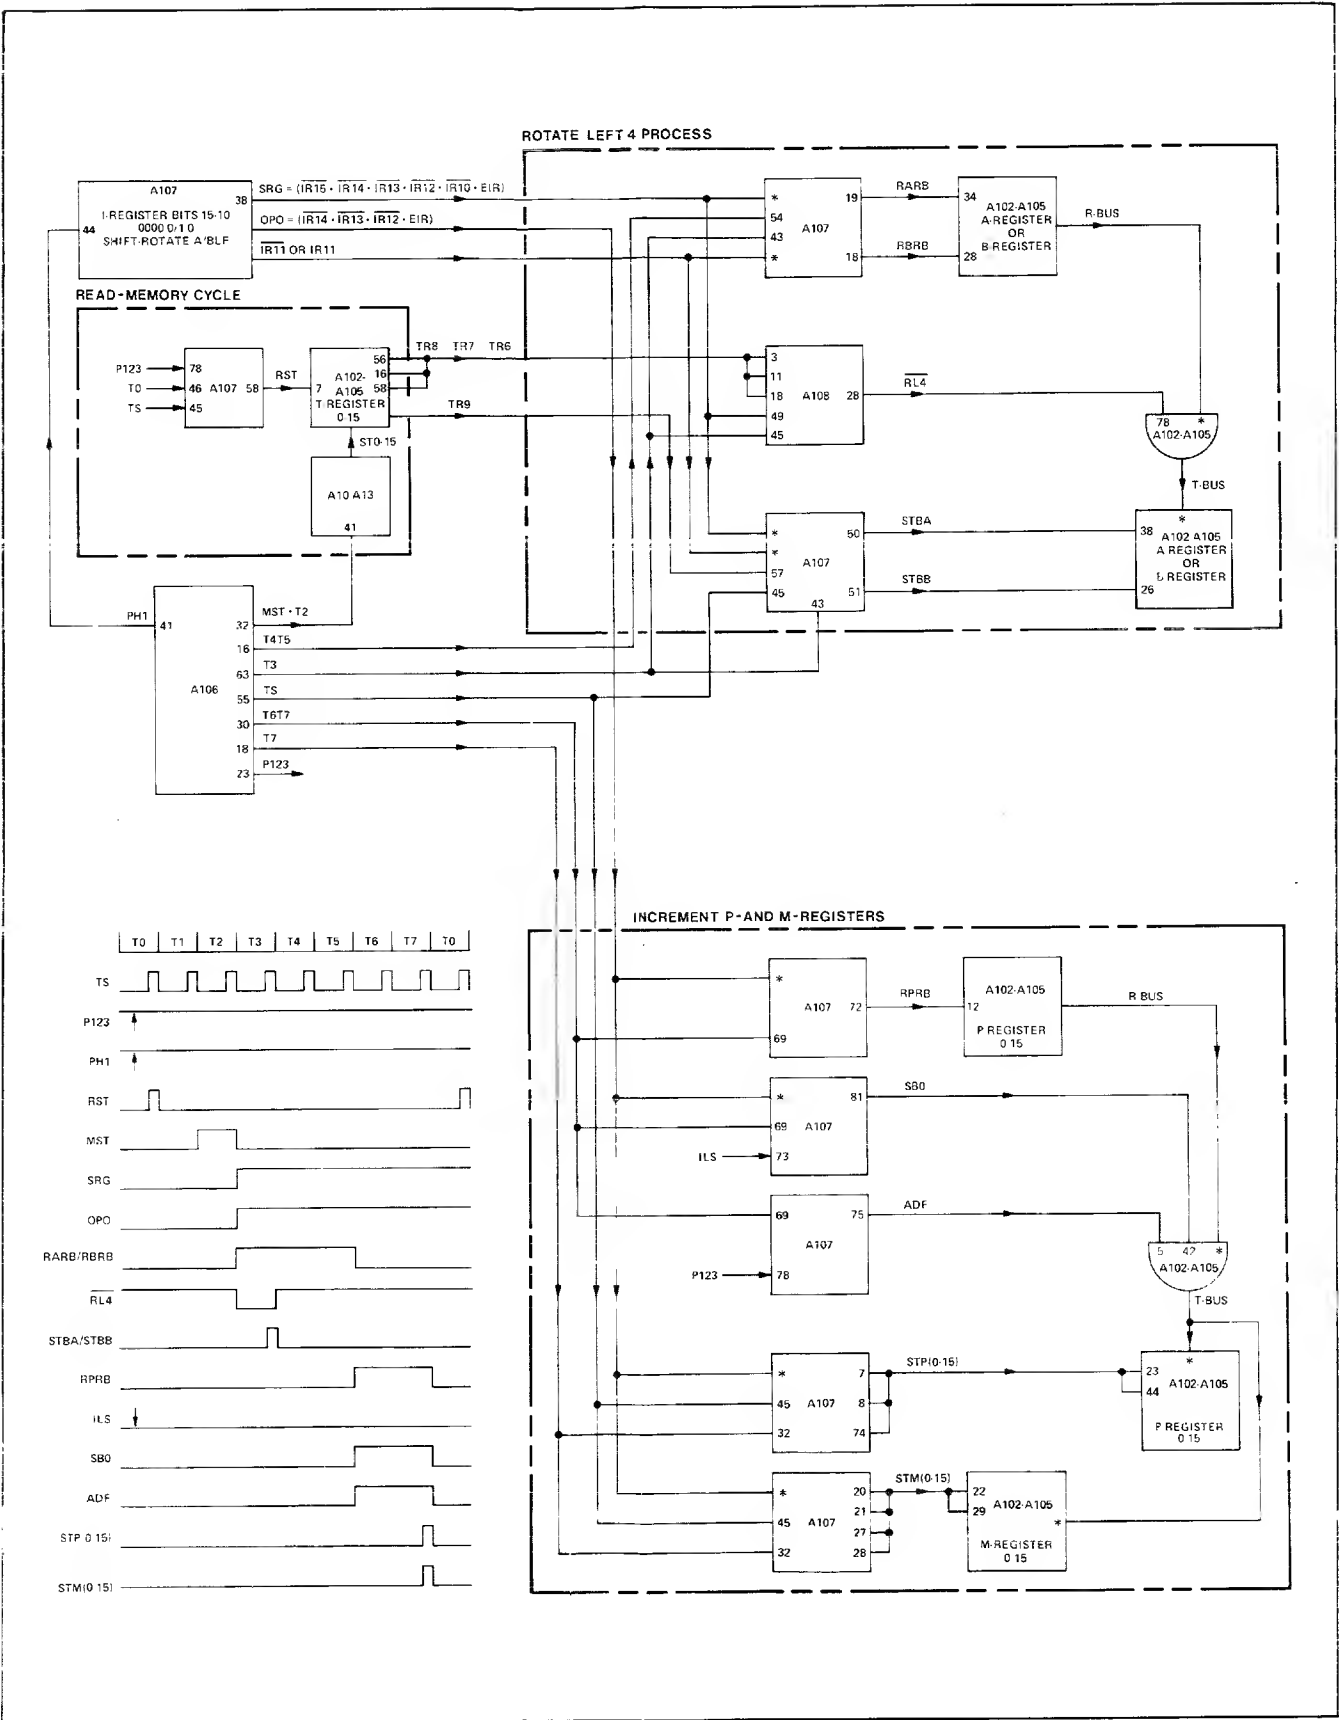 ROTATE LEFT 4 PROCESS
A107
I-REGISTER BITS 15-10
0000 0/1 0
SHIFT-ROTATE A/BLF
38
44
SRG = (IR15 · IR14 · IR13 · IR12 · IR10 · EIR)
OPO = (IR14 · IR13 · IR12 · EIR)
IR11 OR IR11
*
54
43
*
A107
19
18
RARB
RBRB
34
28
A102-A105
A-REGISTER
OR
B-REGISTER
R-BUS
READ-MEMORY CYCLE
P123
T0
TS
78
46
45
A107
58
RST
7
A102-
A105
T-REGISTER
0-15
56
16
58
TR8 TR7 TR6
TR9
ST0-15
A10 A13
41
3
11
18
49
45
A108
28
RL4
78
*
A102-A105
T-BUS
*
*
57
45
A107
43
50
51
STBA
STBB
*
38
26
A102 A105
A REGISTER
OR
B REGISTER
PH1
41
A106
32
16
63
55
30
18
23
MST · T2
T4T5
T3
TS
T6T7
T7
P123
INCREMENT P-AND M-REGISTERS
*
69
A107
72
RPRB
12
A102-A105
P REGISTER
0 15
R BUS
*
69
ILS
73
A107
81
SB0
69
P123
78
A107
75
ADF
5
42
*
A102-A105
T-BUS
*
45
32
A107
7
8
74
STP(0-15)
*
23
44
A102-A105
P REGISTER
0 15
*
45
32
A107
20
21
27
28
STM(0-15)
22
29
A102-A105
*
M-REGISTER
0 15
T0 T1 T2 T3 T4 T5 T6 T7 T0
TS
P123
PH1
RST
MST
SRG
OPO
RARB/RBRB
RL4
STBA/STBB
RPRB
ILS
SB0
ADF
STP 0 15)
STM(0 15)